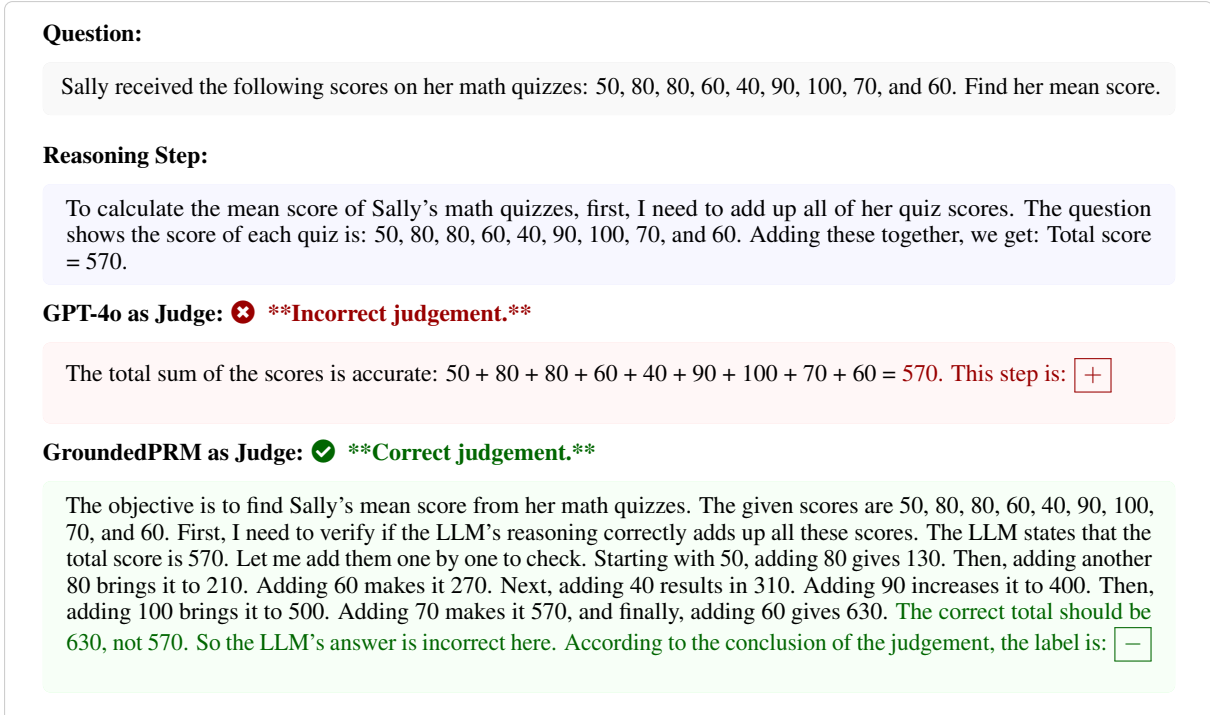 Question:
Sally received the following scores on her math quizzes: 50, 80, 80, 60, 40, 90, 100, 70, and 60. Find her mean score.
Reasoning Step:
To calculate the mean score of Sally's math quizzes, first, I need to add up all of her quiz scores. The question
shows the score of each quiz is: 50, 80, 80, 60, 40, 90, 100, 70, and 60. Adding these together, we get: Total score
= 570.
GPT-4o as Judge: **Incorrect judgement.**
The total sum of the scores is accurate: 50 + 80 + 80 + 60 + 40 + 90 + 100 + 70 + 60 = 570. This step is: +
GroundedPRM as Judge: **Correct judgement.**
The objective is to find Sally's mean score from her math quizzes. The given scores are 50, 80, 80, 60, 40, 90, 100,
70, and 60. First, I need to verify if the LLM's reasoning correctly adds up all these scores. The LLM states that the
total score is 570. Let me add them one by one to check. Starting with 50, adding 80 gives 130. Then, adding another
80 brings it to 210. Adding 60 makes it 270. Next, adding 40 results in 310. Adding 90 increases it to 400. Then,
adding 100 brings it to 500. Adding 70 makes it 570, and finally, adding 60 gives 630. The correct total should be
630, not 570. So the LLM's answer is incorrect here. According to the conclusion of the judgement, the label is: −